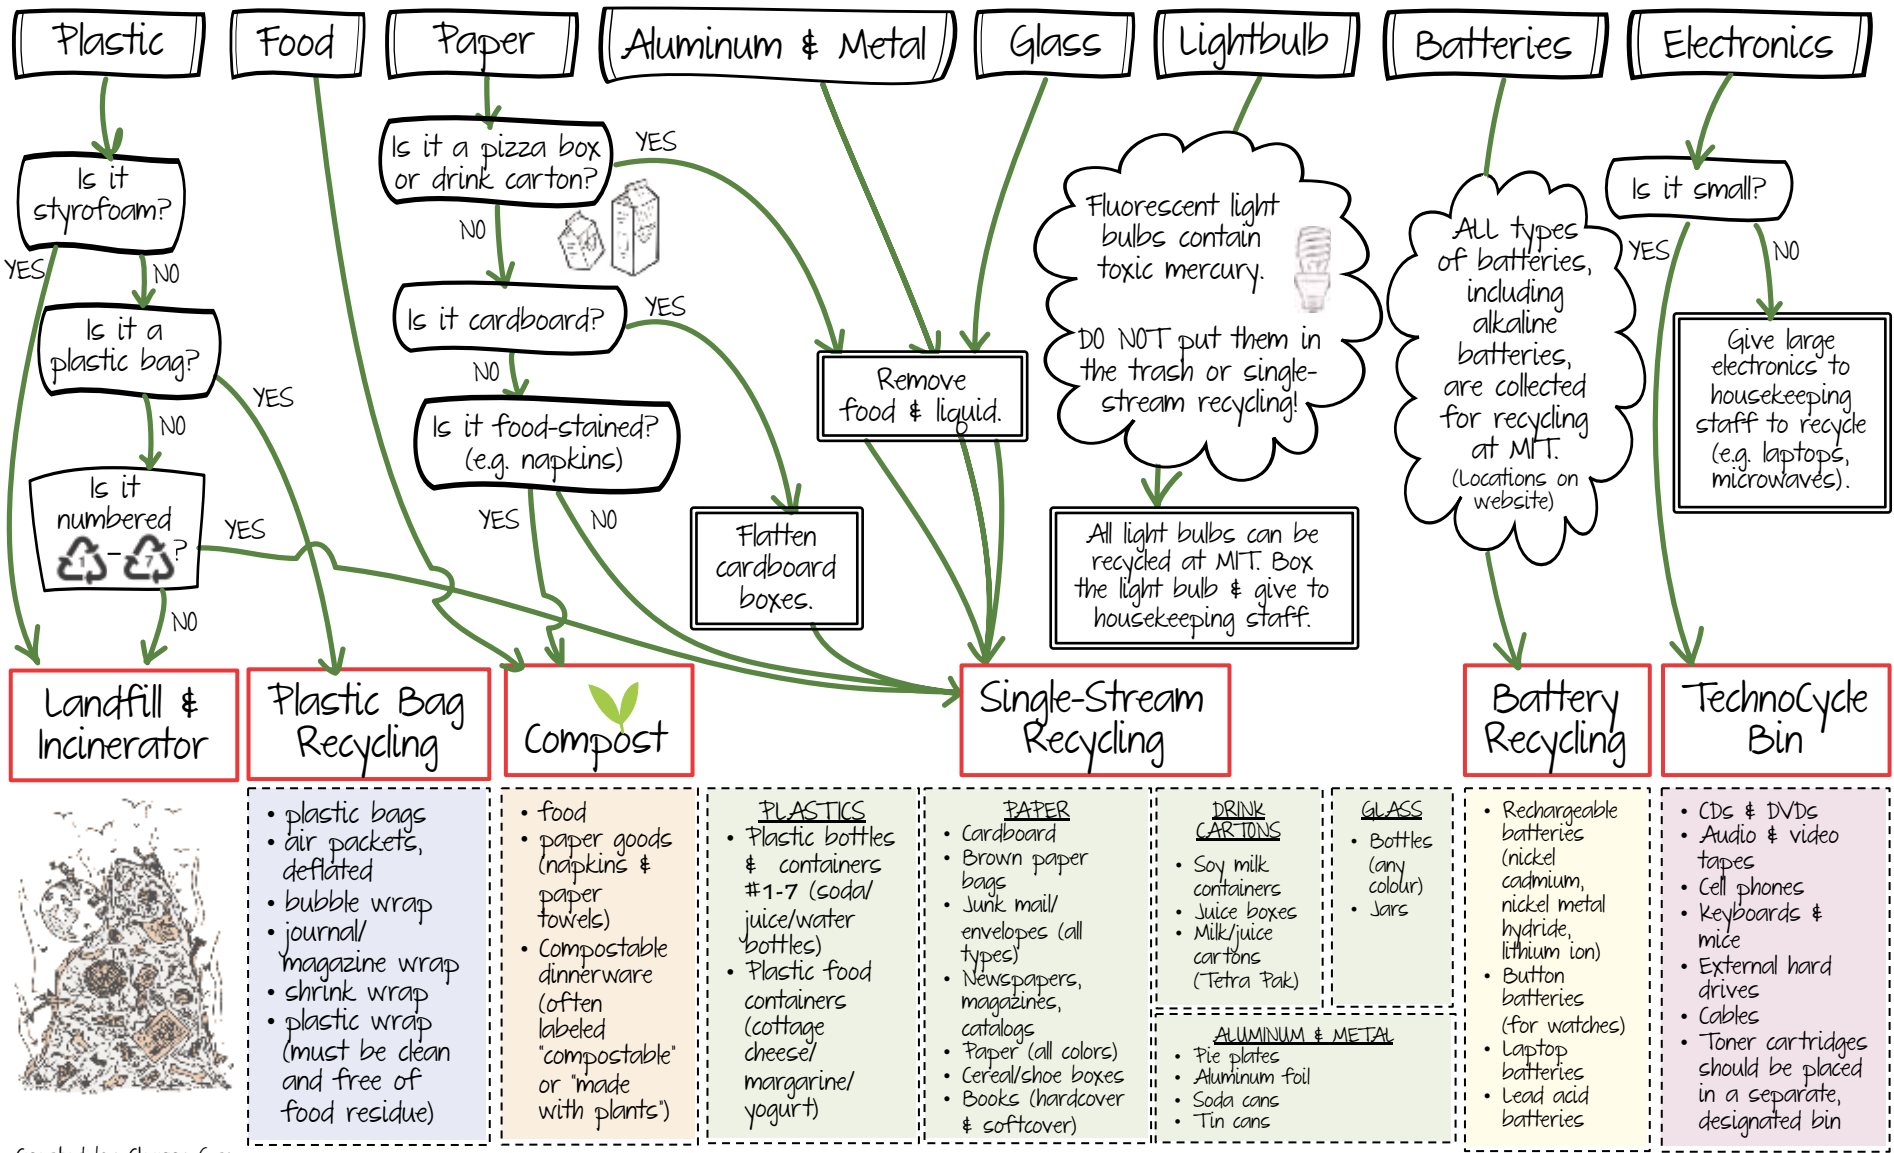 Plastic
Food
Paper
Aluminum & Metal
Glass
Lightbulb
Batteries
Electronics
Is it
styrofoam?
YES
NO
Is it a
plastic bag?
YES
NO
Is it
numbered
1 - 7 ?
YES
NO
Is it a pizza box
or drink carton?
YES
NO
Is it cardboard?
YES
NO
Is it food-stained?
(e.g. napkins)
YES
NO
Flatten
cardboard
boxes.
Remove
food & liquid.
Fluorescent light
bulbs contain
toxic mercury.
DO NOT put them in
the trash or single-
stream recycling!
All light bulbs can be
recycled at MIT. Box
the light bulb & give to
housekeeping staff.
ALL types
of batteries,
including
alkaline
batteries,
are collected
for recycling
at MIT.
(Locations on
website)
Is it small?
YES
NO
Give large
electronics to
housekeeping
staff to recycle
(e.g. laptops,
microwaves).
Landfill &
Incinerator
Plastic Bag
Recycling
Compost
Single-Stream
Recycling
Battery
Recycling
TechnoCycle
Bin
• plastic bags
• air packets,
deflated
• bubble wrap
• journal/
magazine wrap
• shrink wrap
• plastic wrap
(must be clean
and free of
food residue)
• food
• paper goods
(napkins &
paper
towels)
• Compostable
dinnerware
(often
labeled
"compostable"
or "made
with plants")
PLASTICS
• Plastic bottles
& containers
#1-7 (soda/
juice/water
bottles)
• Plastic food
containers
(cottage
cheese/
margarine/
yogurt)
PAPER
• Cardboard
• Brown paper
bags
• Junk mail/
envelopes (all
types)
• Newspapers,
magazines,
catalogs
• Paper (all colors)
• Cereal/shoe boxes
• Books (hardcover
& softcover)
DRINK
CARTONS
• Soy milk
containers
• Juice boxes
• Milk/juice
cartons
(Tetra Pak)
GLASS
• Bottles
(any
colour)
• Jars
ALUMINUM & METAL
• Pie plates
• Aluminum foil
• Soda cans
• Tin cans
• Rechargeable
batteries
(nickel
cadmium,
nickel metal
hydride,
lithium ion)
• Button
batteries
(for watches)
• Laptop
batteries
• Lead acid
batteries
• CDs & DVDs
• Audio & video
tapes
• Cell phones
• Keyboards &
mice
• External hard
drives
• Cables
• Toner cartridges
should be placed
in a separate,
designated bin